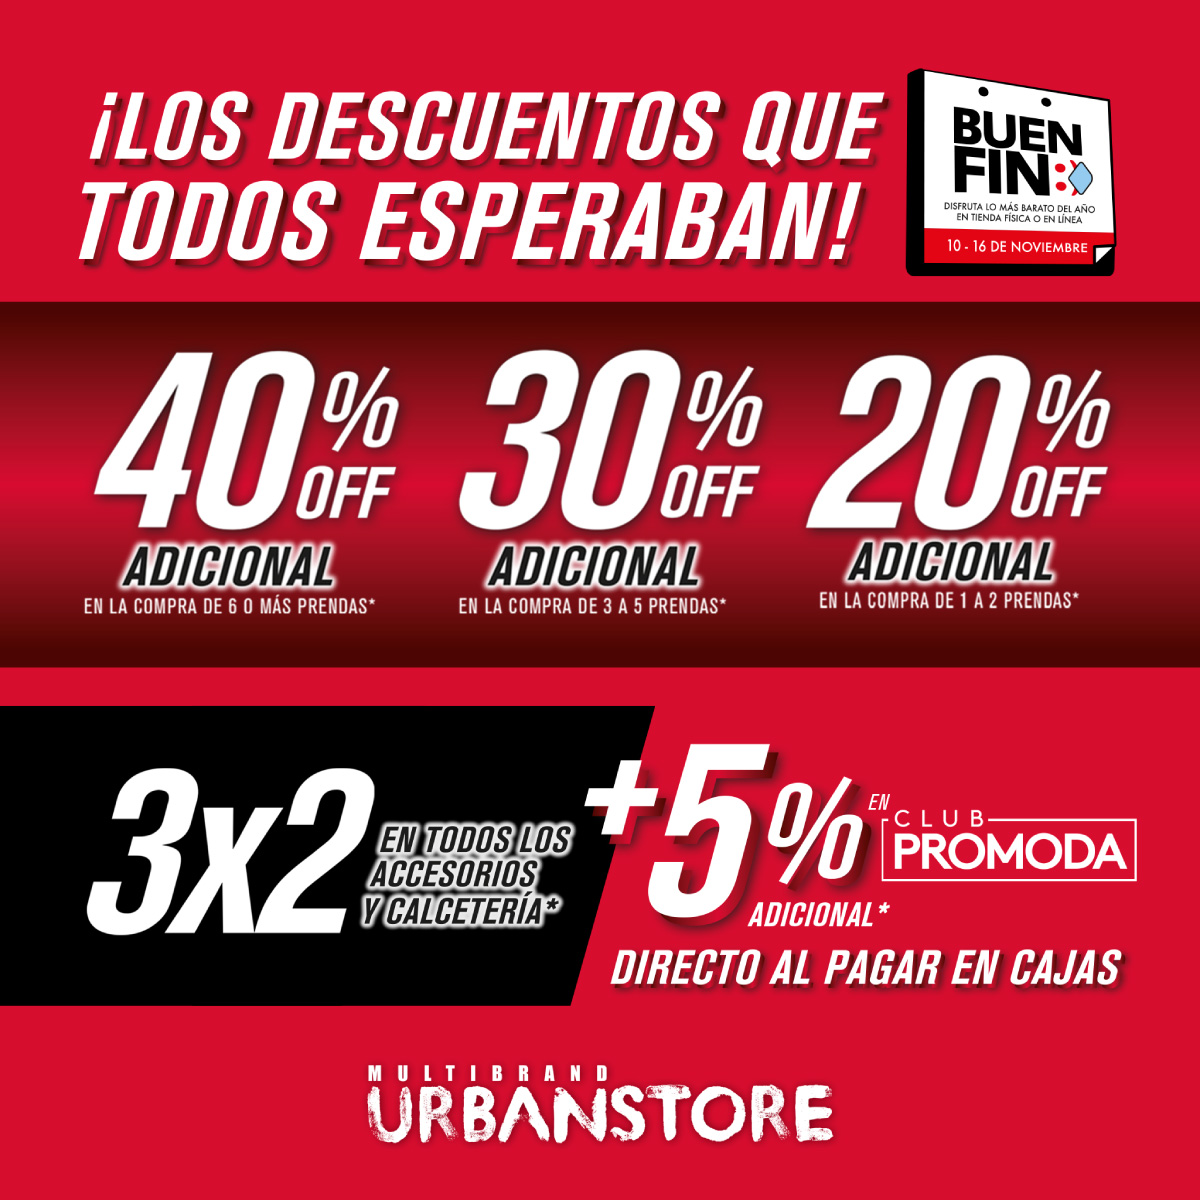 ¡LOS DESCUENTOS QUE
TODOS ESPERABAN!
BUEN
FIN
DISFRUTA LO MÁS BARATO DEL AÑO
EN TIENDA FÍSICA O EN LÍNEA
10 - 16 DE NOVIEMBRE
40%
OFF
ADICIONAL
EN LA COMPRA DE 6 O MÁS PRENDAS*
30%
OFF
ADICIONAL
EN LA COMPRA DE 3 A 5 PRENDAS*
20%
OFF
ADICIONAL
EN LA COMPRA DE 1 A 2 PRENDAS*
3x2
EN TODOS LOS
ACCESORIOS
Y CALCETERÍA*
+5%
ADICIONAL*
EN
CLUB
PROMODA
DIRECTO AL PAGAR EN CAJAS
MULTIBRAND
URBANSTORE